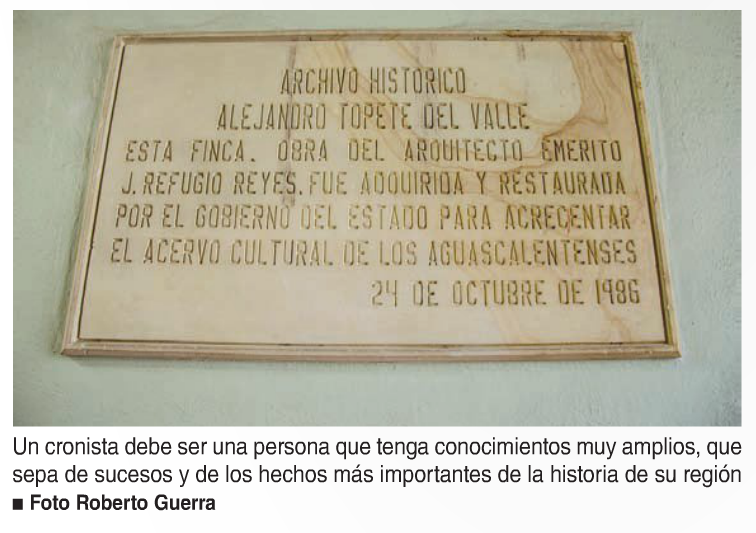 ARCHIVO HISTORICO
ALEJANDRO TOPETE DEL VALLE
ESTA FINCA. OBRA DEL ARQUITECTO EMERITO
J. REFUGIO REYES. FUE ADQUIRIDA Y RESTAURADA
POR EL GOBIERNO DEL ESTADO PARA ACRECENTAR
EL ACERVO CULTURAL DE LOS AGUASCALENTENSES
24 DE OCTUBRE DE 1986
Un cronista debe ser una persona que tenga conocimientos muy amplios, que
sepa de sucesos y de los hechos más importantes de la historia de su región
■ Foto Roberto Guerra